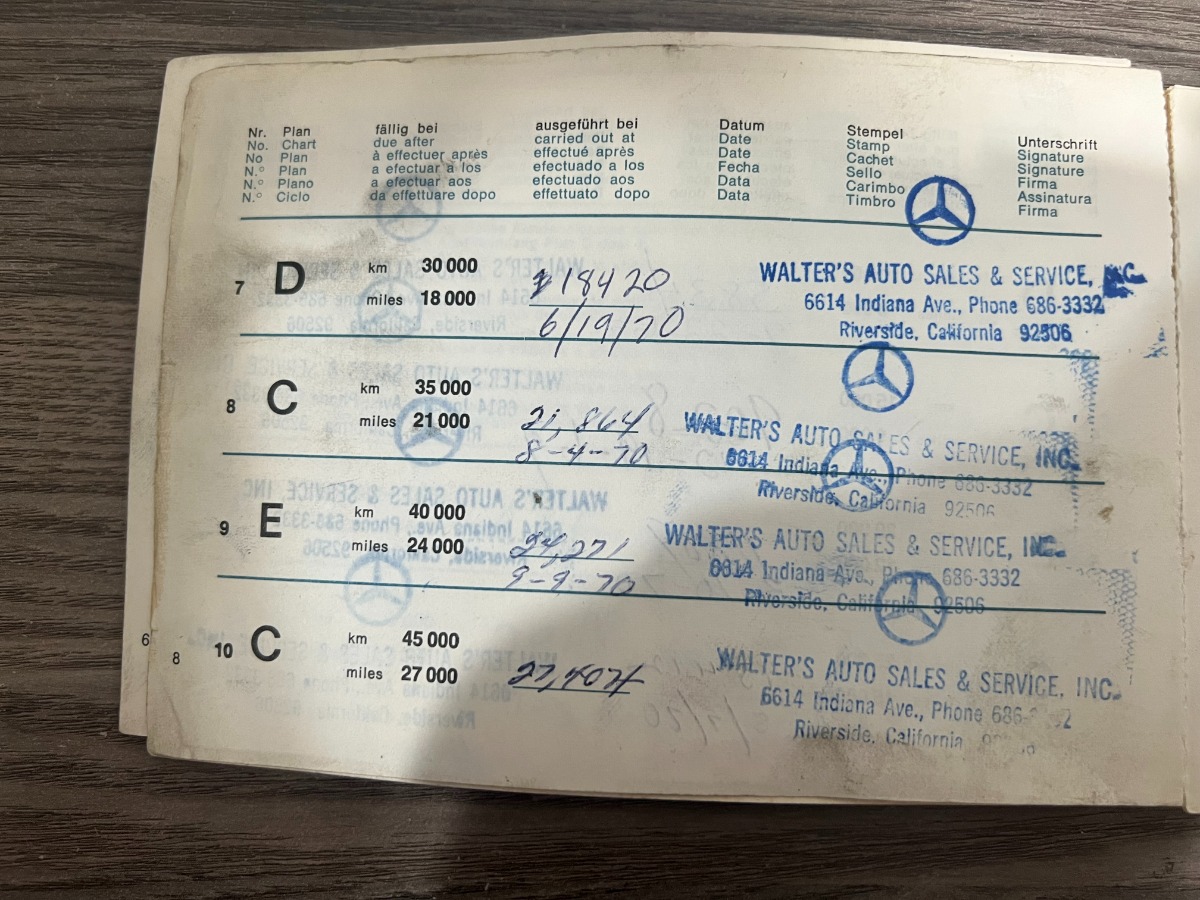 Nr. Plan fällig bei ausgeführt bei Datum Stempel Unterschrift
No. Chart due after carried out at Date Stamp Signature
No Plan à effectuer après effectué après Date Cachet Signature
N.° Plan a efectuar a los efectuado a los Fecha Sello Firma
N.° Plano a efectuar aos efectuado aos Data Carimbo Assinatura
N.° Ciclo da effettuare dopo effettuato dopo Data Timbro Firma
7 D km 30 000 18420 WALTER'S AUTO SALES & SERVICE, INC.
miles 18 000 6/19/70 6614 Indiana Ave., Phone 686-3332
Riverside, California 92506
8 C km 35 000
miles 21 000 21,864 WALTER'S AUTO SALES & SERVICE, INC.
8-4-70 6614 Indiana Ave., Phone 686-3332
Riverside, California 92506
9 E km 40 000
miles 24 000 24,271 WALTER'S AUTO SALES & SERVICE, INC.
9-9-70 6614 Indiana Ave., Phone 686-3332
Riverside, California 92506
10 C km 45 000
miles 27 000 27,404 WALTER'S AUTO SALES & SERVICE, INC.
6614 Indiana Ave., Phone
Riverside, California
6
8